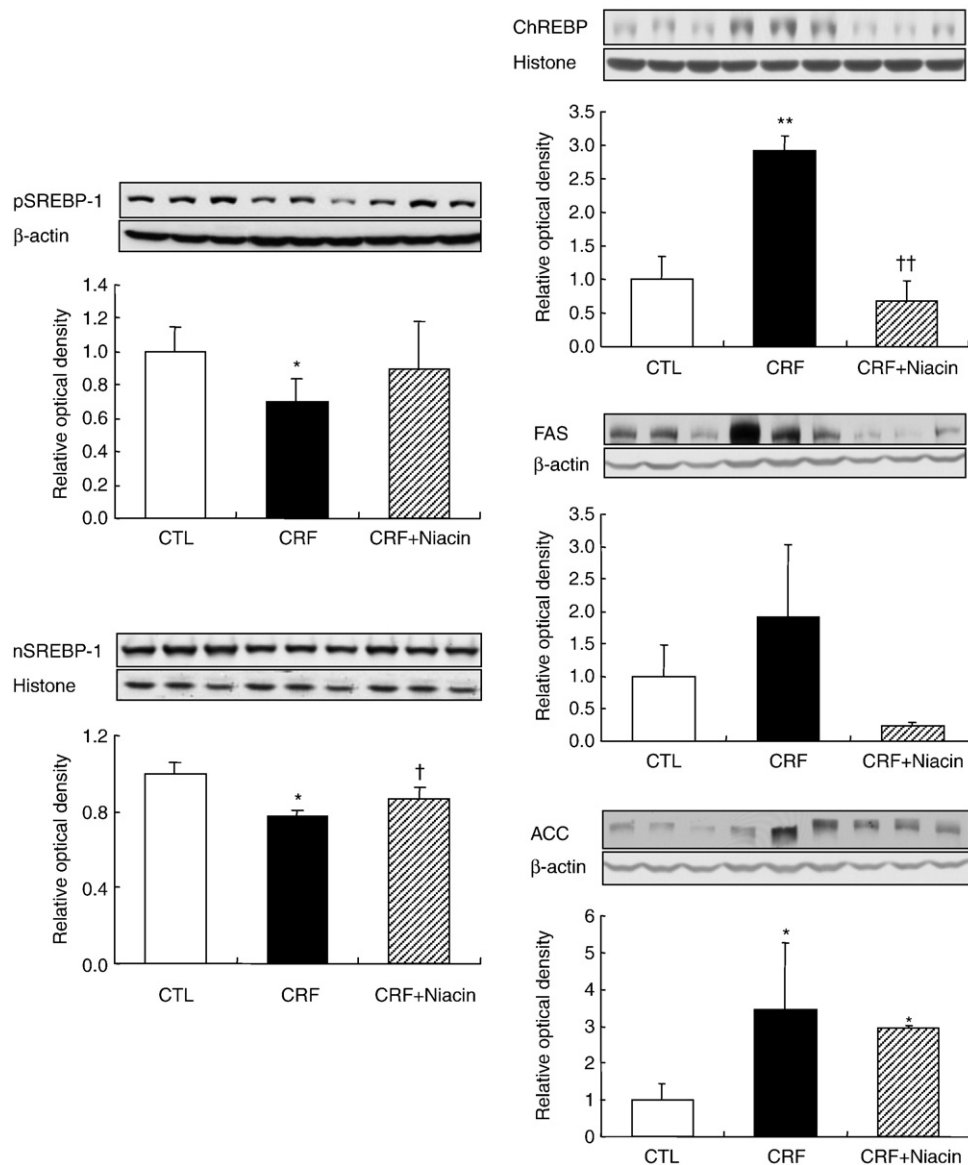 pSREBP-1
β-actin
Relative optical density
1.4
1.2
1.0
0.8
0.6
0.4
0.2
0.0
*
CTL CRF CRF+Niacin
nSREBP-1
Histone
Relative optical density
1.2
0.8
0.4
0.0
*
†
CTL CRF CRF+Niacin
ChREBP
Histone
Relative optical density
3.5
3.0
2.5
2.0
1.5
1.0
0.5
0.0
**
††
CTL CRF CRF+Niacin
FAS
β-actin
Relative optical density
3.5
3.0
2.5
2.0
1.5
1.0
0.5
0.0
CTL CRF CRF+Niacin
ACC
β-actin
Relative optical density
6
5
4
3
2
1
0
*
*
CTL CRF CRF+Niacin